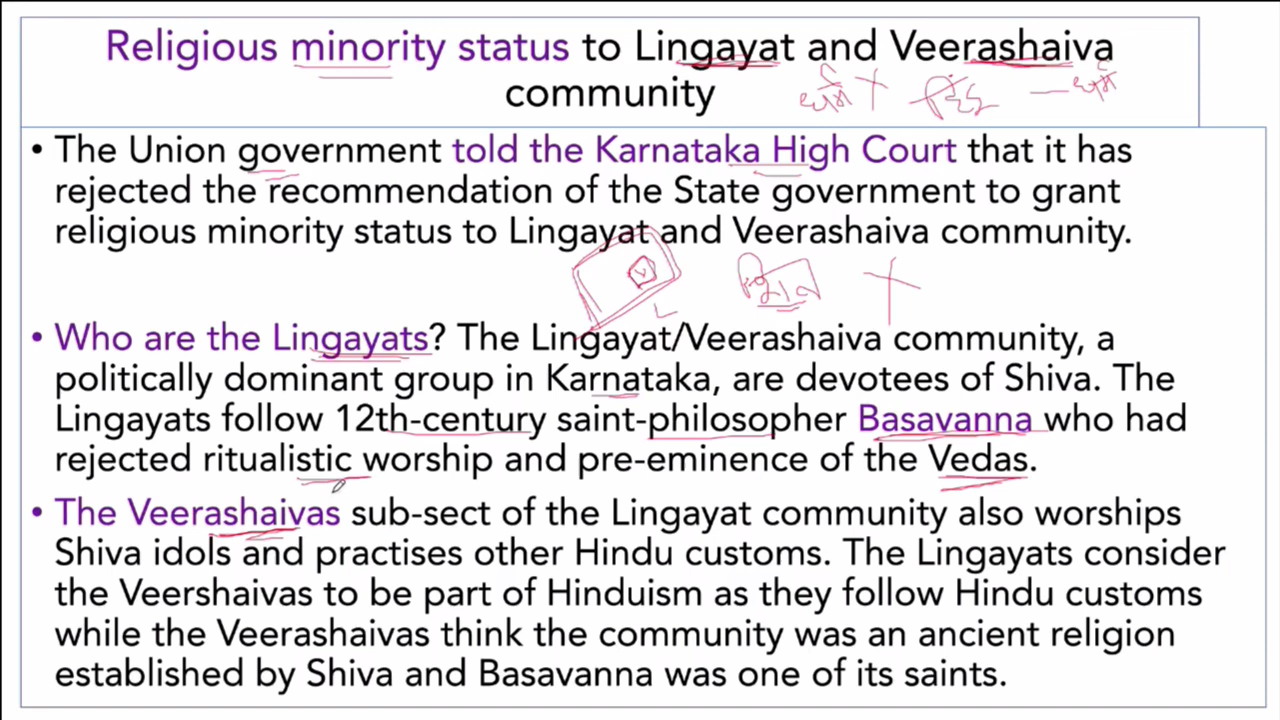 Religious minority status to Lingayat and Veerashaiva
community
धर्म हिंदू — धर्म
• The Union government told the Karnataka High Court that it has
rejected the recommendation of the State government to grant
religious minority status to Lingayat and Veerashaiva community.
V
L
• Who are the Lingayats? The Lingayat/Veerashaiva community, a
politically dominant group in Karnataka, are devotees of Shiva. The
Lingayats follow 12th-century saint-philosopher Basavanna who had
rejected ritualistic worship and pre-eminence of the Vedas.
• The Veerashaivas sub-sect of the Lingayat community also worships
Shiva idols and practises other Hindu customs. The Lingayats consider
the Veershaivas to be part of Hinduism as they follow Hindu customs
while the Veerashaivas think the community was an ancient religion
established by Shiva and Basavanna was one of its saints.